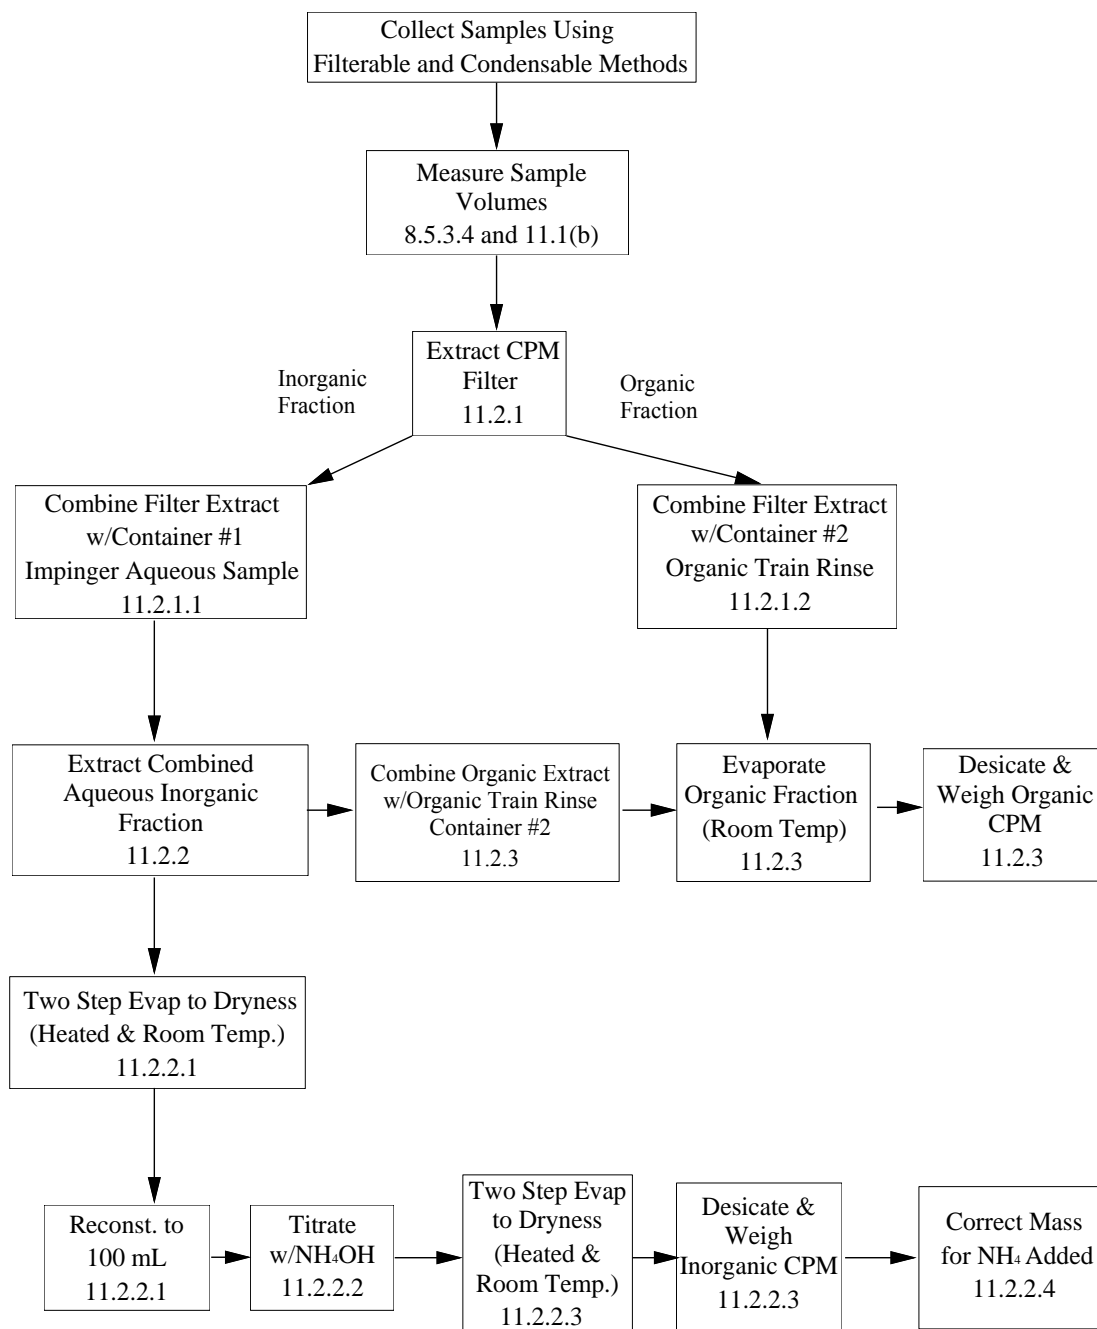 Collect Samples Using
Filterable and Condensable Methods
Measure Sample
Volumes
8.5.3.4 and 11.1(b)
Extract CPM
Filter
11.2.1
Inorganic
Fraction
Organic
Fraction
Combine Filter Extract
w/Container #1
Impinger Aqueous Sample
11.2.1.1
Combine Filter Extract
w/Container #2
Organic Train Rinse
11.2.1.2
Extract Combined
Aqueous Inorganic
Fraction
11.2.2
Combine Organic Extract
w/Organic Train Rinse
Container #2
11.2.3
Evaporate
Organic Fraction
(Room Temp)
11.2.3
Desicate &
Weigh Organic
CPM
11.2.3
Two Step Evap to Dryness
(Heated & Room Temp.)
11.2.2.1
Reconst. to
100 mL
11.2.2.1
Titrate
w/NH₄OH
11.2.2.2
Two Step Evap
to Dryness
(Heated &
Room Temp.)
11.2.2.3
Desicate &
Weigh
Inorganic CPM
11.2.2.3
Correct Mass
for NH₄ Added
11.2.2.4